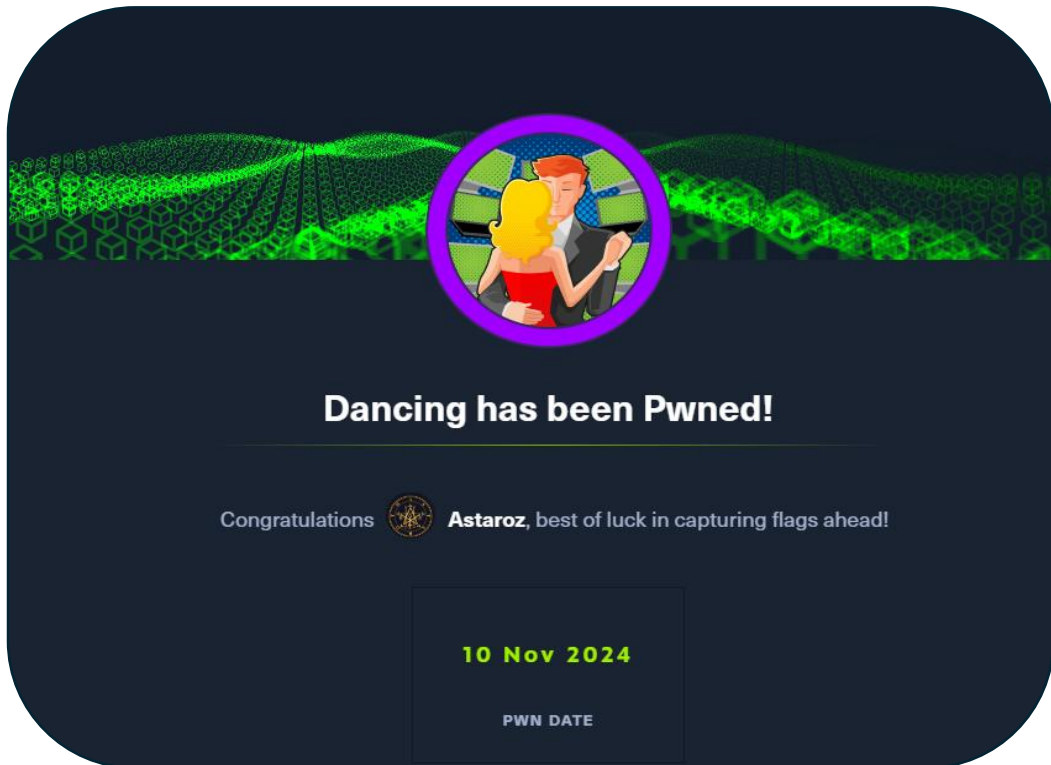 Dancing has been Pwned!
Congratulations Astaroz, best of luck in capturing flags ahead!
10 Nov 2024
PWN DATE